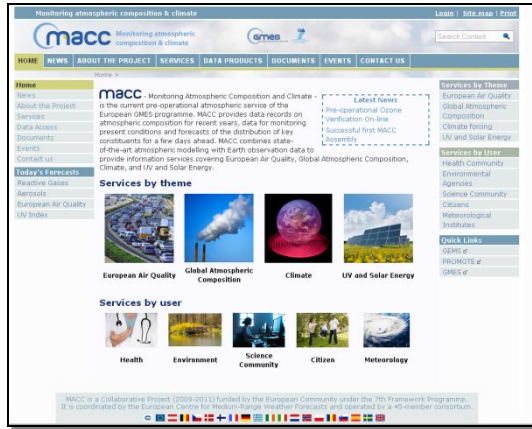 Monitoring atmospheric composition & climate
Login | Site map | Print
macc Monitoring atmospheric
composition & climate
Gmes
Search Content
HOME NEWS ABOUT THE PROJECT SERVICES DATA PRODUCTS DOCUMENTS EVENTS CONTACT US
Home >
Home
News
About the Project
Services
Data Access
Documents
Events
Contact us
Today's Forecasts
Reactive Gases
Aerosols
European Air Quality
UV Index
macc - Monitoring Atmospheric Composition and Climate -
is the current pre-operational atmospheric service of the
European GMES programme. MACC provides data records on
atmospheric composition for recent years, data for monitoring
present conditions and forecasts of the distribution of key
constituents for a few days ahead. MACC combines state-
of-the-art atmospheric modelling with Earth observation data to
provide information services covering European Air Quality, Global Atmospheric Composition,
Climate, and UV and Solar Energy.
Latest News
Pre-operational Ozone
Verification On-line
Successful first MACC
Assembly
Services by theme
European Air Quality
Global Atmospheric
Composition
Climate
UV and Solar Energy
Services by user
Health
Environment
Science
Community
Citizen
Meteorology
Services by Theme
European Air Quality
Global Atmospheric
Composition
Climate forcing
UV and Solar Energy
Services by User
Health Community
Environmental
Agencies
Science Community
Citizens
Meteorological
Institutes
Quick Links
GEMS
PROMOTE
GMES
MACC is a Collaborative Project (2009-2011) funded by the European Community under the 7th Framework Programme.
It is coordinated by the European Centre for Medium-Range Weather Forecasts and operated by a 45-member consortium.